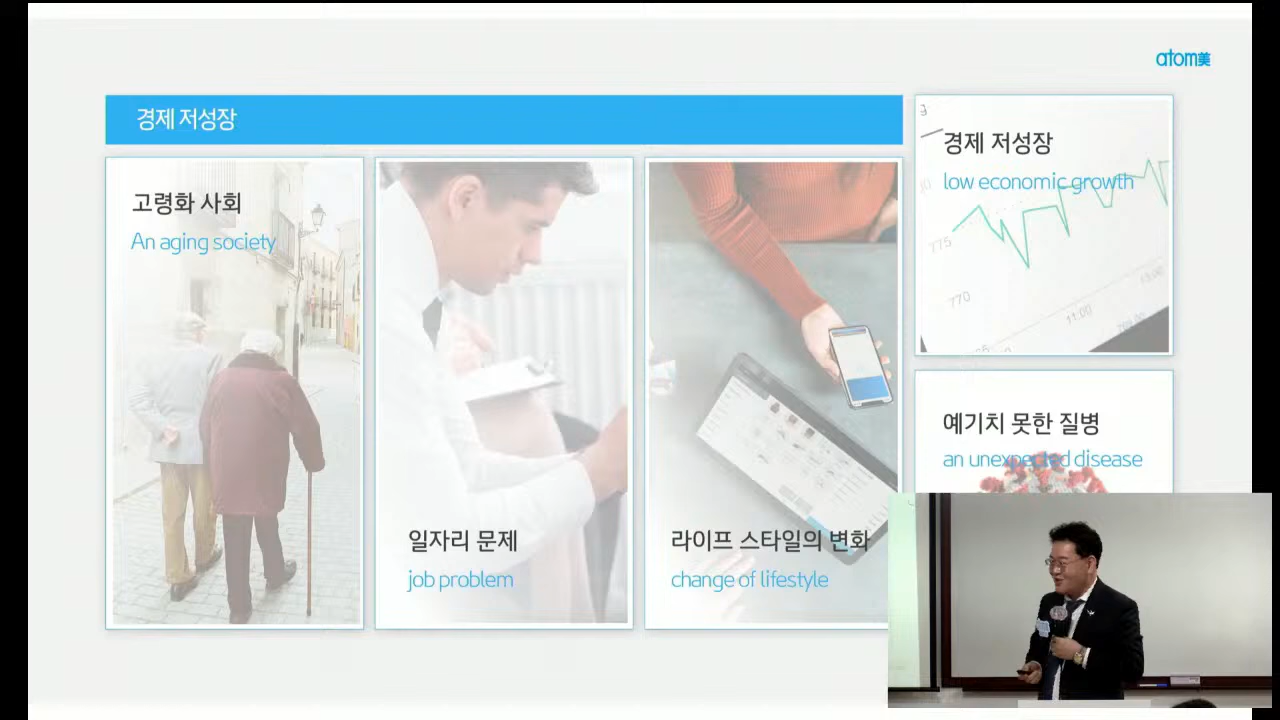 atom美
경제 저성장
고령화 사회
An aging society
일자리 문제
job problem
라이프 스타일의 변화
change of lifestyle
경제 저성장
low economic growth
775
770
11:00
예기치 못한 질병
an unexpected disease